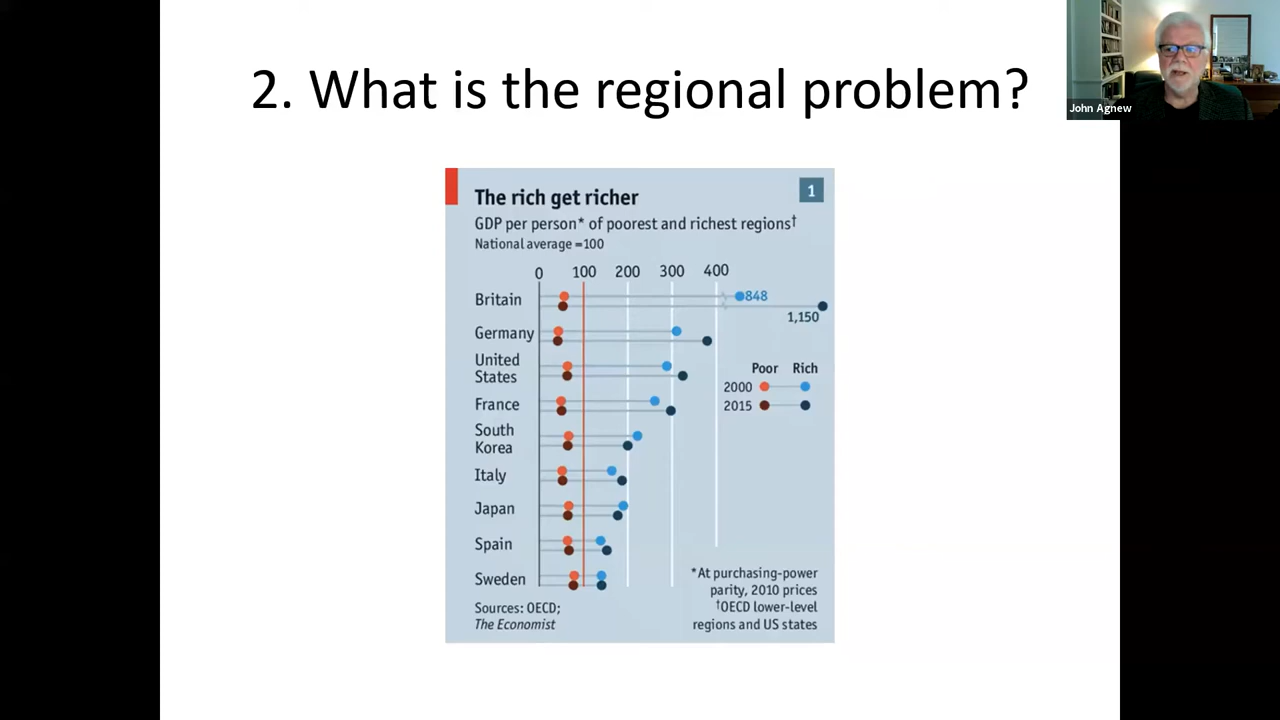 2. What is the regional problem?
John Agnew
The rich get richer
1
GDP per person* of poorest and richest regions†
National average =100
0 100 200 300 400
Britain
848
1,150
Germany
United
States
Poor Rich
2000
2015
France
South
Korea
Italy
Japan
Spain
Sweden
*At purchasing-power
parity, 2010 prices
†OECD lower-level
regions and US states
Sources: OECD;
The Economist